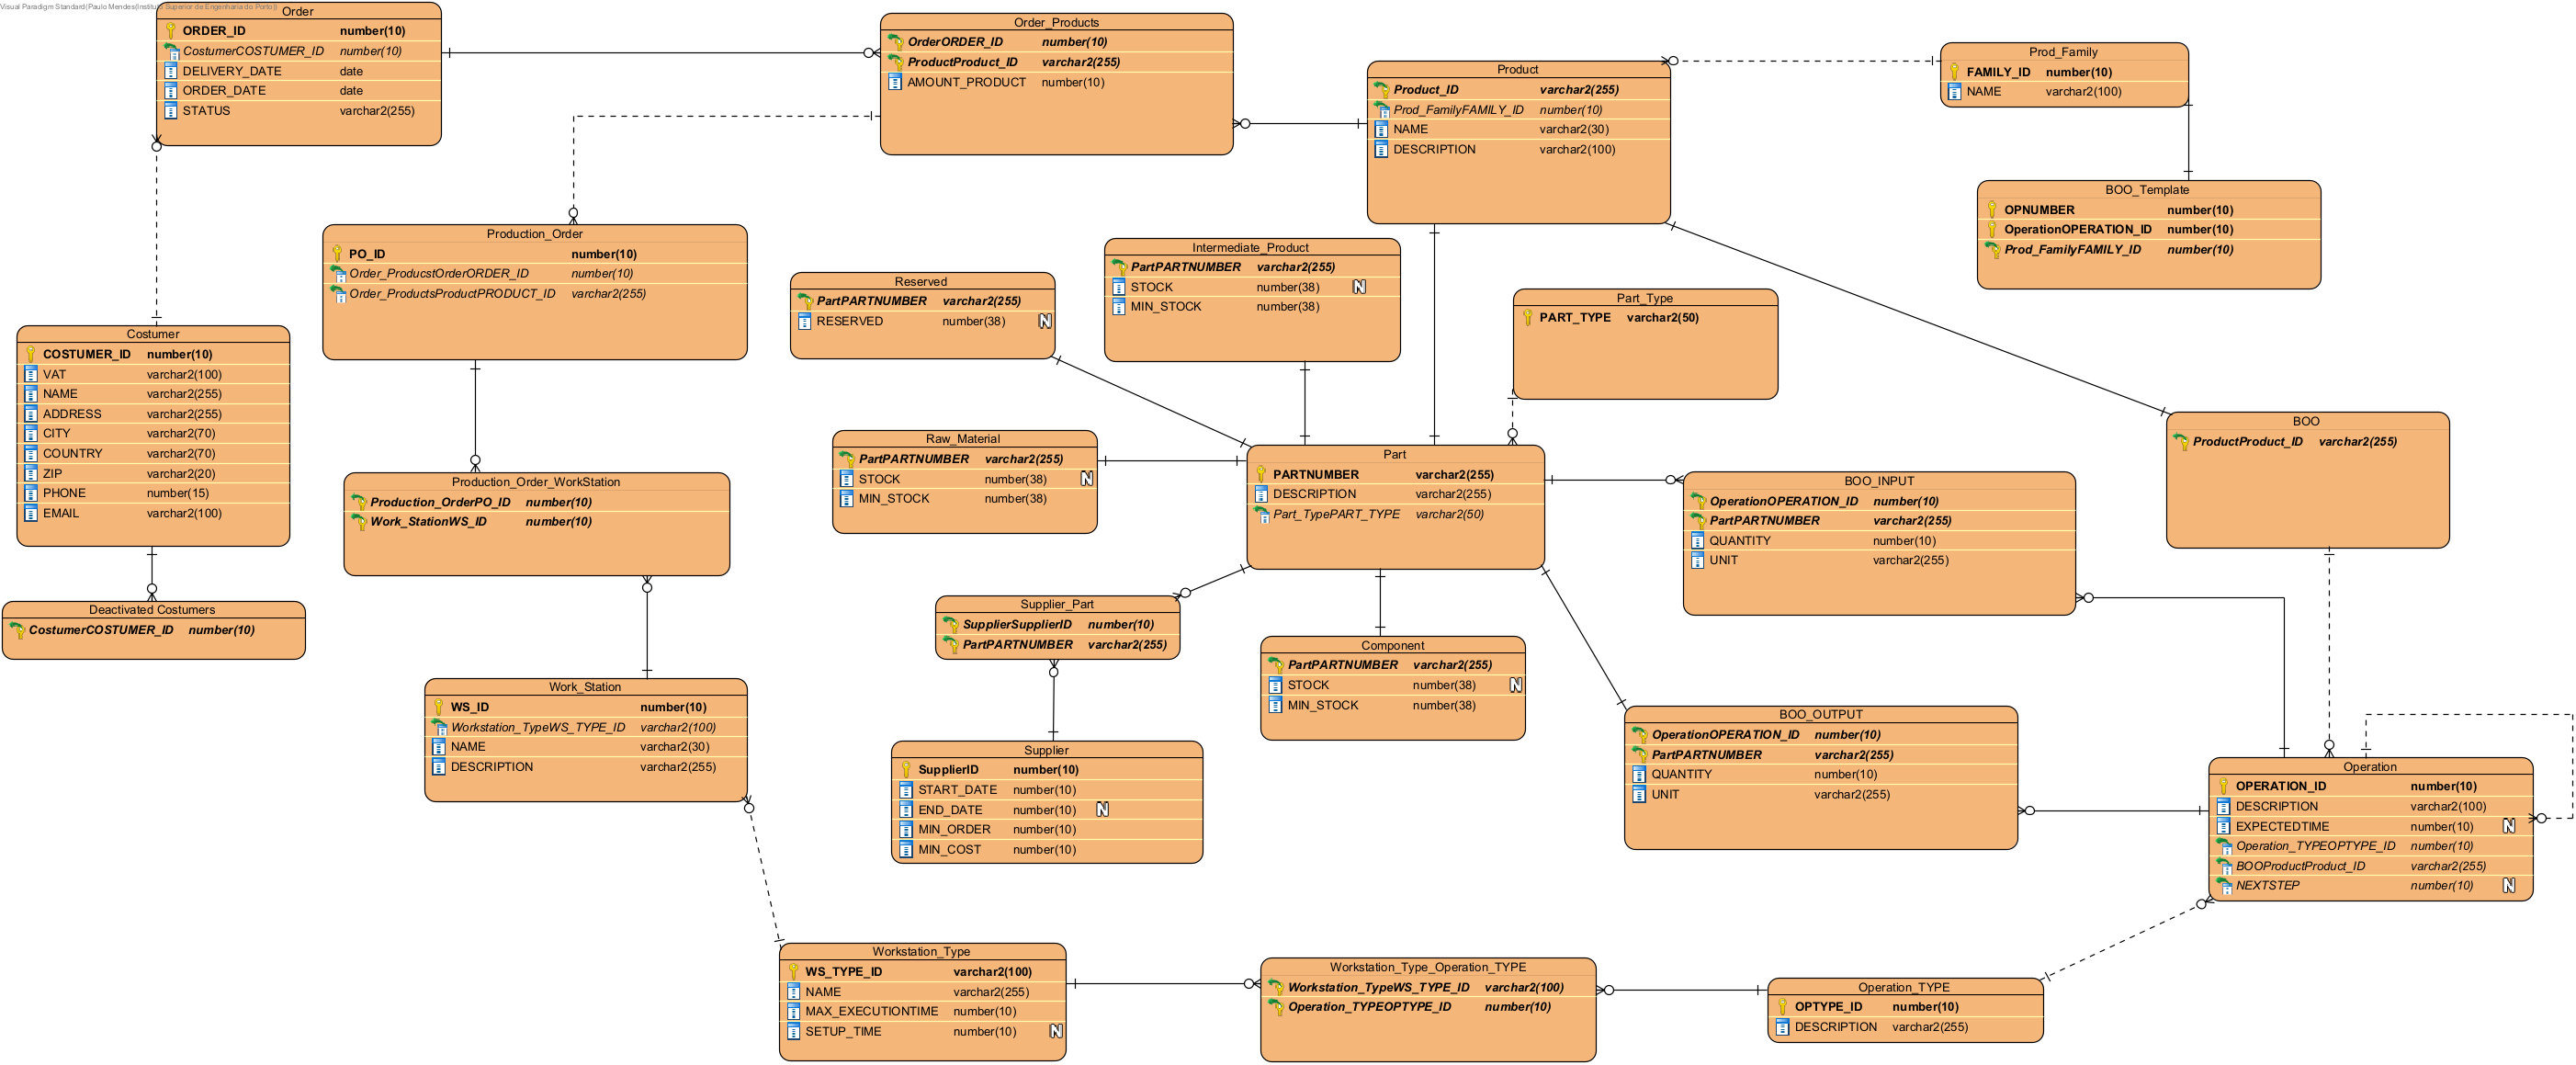 Visual Paradigm Standard(Paulo Mendes(Instituto Superior de Engenharia do Porto))
Order
ORDER_ID number(10)
CostumerCOSTUMER_ID number(10)
DELIVERY_DATE date
ORDER_DATE date
STATUS varchar2(255)
Order_Products
OrderORDER_ID number(10)
ProductProduct_ID varchar2(255)
AMOUNT_PRODUCT number(10)
Product
Product_ID varchar2(255)
Prod_FamilyFAMILY_ID number(10)
NAME varchar2(30)
DESCRIPTION varchar2(100)
Prod_Family
FAMILY_ID number(10)
NAME varchar2(100)
BOO_Template
OPNUMBER number(10)
OperationOPERATION_ID number(10)
Prod_FamilyFAMILY_ID number(10)
Production_Order
PO_ID number(10)
Order_ProducstOrderORDER_ID number(10)
Order_ProductsProductPRODUCT_ID varchar2(255)
Reserved
PartPARTNUMBER varchar2(255)
RESERVED number(38) N
Intermediate_Product
PartPARTNUMBER varchar2(255)
STOCK number(38) N
MIN_STOCK number(38)
Part_Type
PART_TYPE varchar2(50)
Costumer
COSTUMER_ID number(10)
VAT varchar2(100)
NAME varchar2(255)
ADDRESS varchar2(255)
CITY varchar2(70)
COUNTRY varchar2(70)
ZIP varchar2(20)
PHONE number(15)
EMAIL varchar2(100)
Deactivated Costumers
CostumerCOSTUMER_ID number(10)
Production_Order_WorkStation
Production_OrderPO_ID number(10)
Work_StationWS_ID number(10)
Raw_Material
PartPARTNUMBER varchar2(255)
STOCK number(38) N
MIN_STOCK number(38)
Part
PARTNUMBER varchar2(255)
DESCRIPTION varchar2(255)
Part_TypePART_TYPE varchar2(50)
BOO_INPUT
OperationOPERATION_ID number(10)
PartPARTNUMBER varchar2(255)
QUANTITY number(10)
UNIT varchar2(255)
BOO
ProductProduct_ID varchar2(255)
Supplier_Part
SupplierSupplierID number(10)
PartPARTNUMBER varchar2(255)
Component
PartPARTNUMBER varchar2(255)
STOCK number(38) N
MIN_STOCK number(38)
Work_Station
WS_ID number(10)
Workstation_TypeWS_TYPE_ID varchar2(100)
NAME varchar2(30)
DESCRIPTION varchar2(255)
Supplier
SupplierID number(10)
START_DATE number(10)
END_DATE number(10) N
MIN_ORDER number(10)
MIN_COST number(10)
BOO_OUTPUT
OperationOPERATION_ID number(10)
PartPARTNUMBER varchar2(255)
QUANTITY number(10)
UNIT varchar2(255)
Operation
OPERATION_ID number(10)
DESCRIPTION varchar2(100)
EXPECTEDTIME number(10) N
Operation_TYPEOPTYPE_ID number(10)
BOOProductProduct_ID varchar2(255)
NEXTSTEP number(10) N
Workstation_Type
WS_TYPE_ID varchar2(100)
NAME varchar2(255)
MAX_EXECUTIONTIME number(10)
SETUP_TIME number(10) N
Workstation_Type_Operation_TYPE
Workstation_TypeWS_TYPE_ID varchar2(100)
Operation_TYPEOPTYPE_ID number(10)
Operation_TYPE
OPTYPE_ID number(10)
DESCRIPTION varchar2(255)